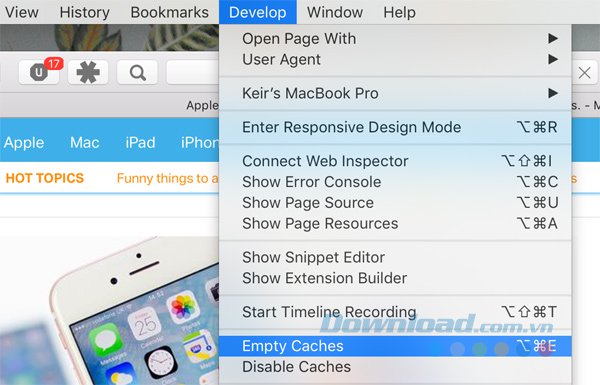 View History Bookmarks Develop Window Help
Open Page With
User Agent
U 17
Keir's MacBook Pro
Apple
s. - M
Enter Responsive Design Mode ⌥⌘R
Apple Mac iPad iPhon
Connect Web Inspector ⌥⇧⌘I
HOT TOPICS Funny things to a
s
Show Error Console ⌥⌘C
Show Page Source ⌥⌘U
Show Page Resources ⌥⌘A
Show Snippet Editor
Show Extension Builder
Start Timeline Recording ⌥⇧⌘T
Download.com.vn
Empty Caches ⌥⌘E
Disable Caches